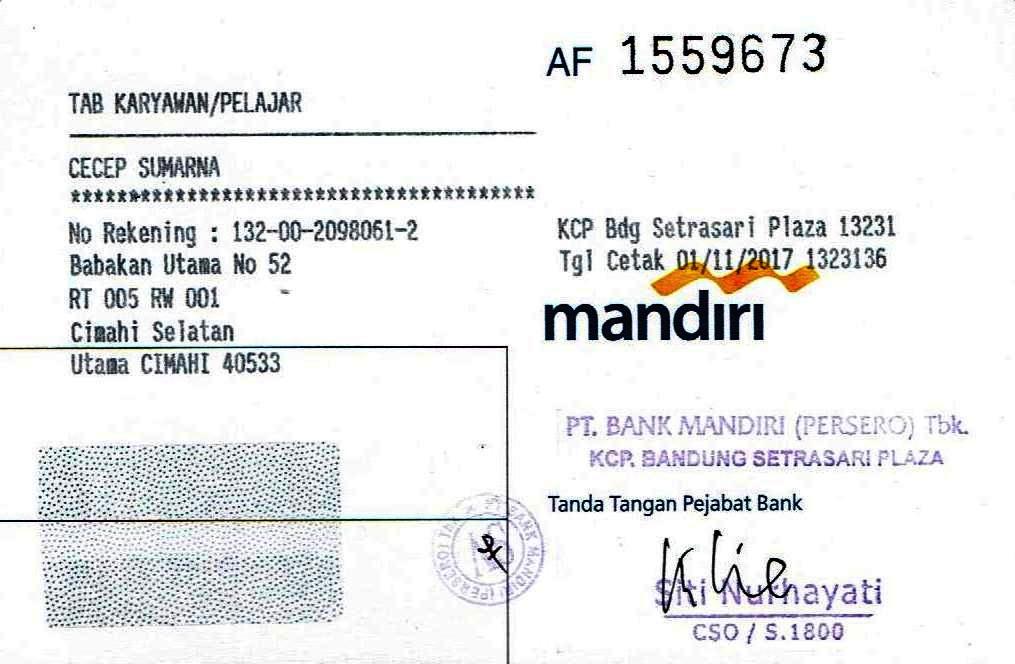 AF 1559673
TAB KARYAWAN/PELAJAR
CECEP SUMARNA
****************************************
No Rekening : 132-00-2098061-2
Babakan Utama No 52
RT 005 RW 001
Cimahi Selatan
Utama CIMAHI 40533
KCP Bdg Setrasari Plaza 13231
Tgl Cetak 01/11/2017 1323136
mandiri
PT. BANK MANDIRI (PERSERO) Tbk.
KCP. BANDUNG SETRASARI PLAZA
Tanda Tangan Pejabat Bank
Siti Nurhayati
CSO / S.1800
PT. BANK MANDIRI (PERSERO) Tbk